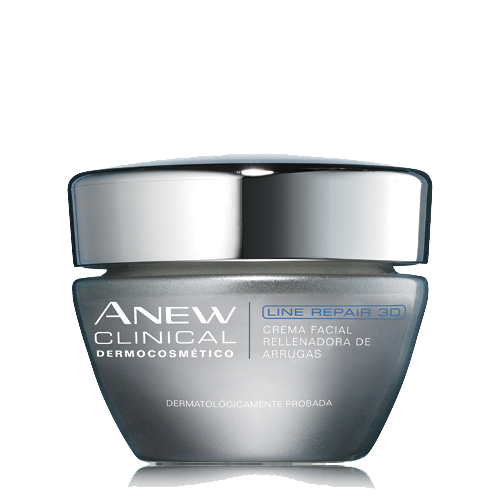 ANEW
CLINICAL
DERMOCOSMÉTICO
LINE REPAIR 3D
CREMA FACIAL
RELLENADORA DE
ARRUGAS
DERMATOLÓGICAMENTE PROBADA